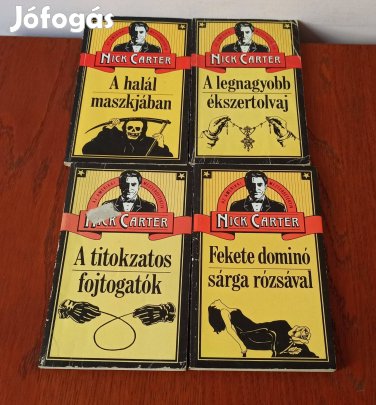 Jófogás
NICK CARTER
A halál
maszkjában
NICK CARTER
A legnagyobb
ékszertolvaj
NICK CARTER
A titokzatos
fojtogatók
NICK CARTER
Fekete dominó
sárga rózsával